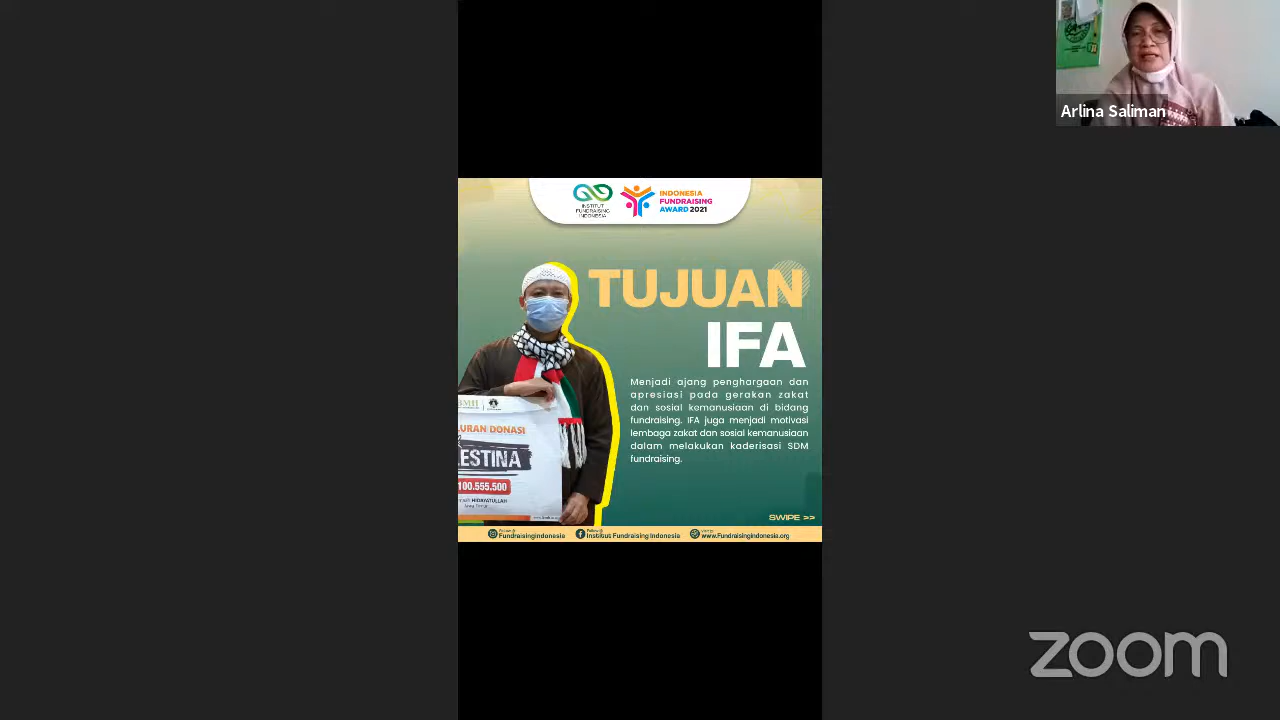 Arlina Saliman
INSTITUT
FUNDRAISING
INDONESIA
INDONESIA
FUNDRAISING
AWARD 2021
TUJUAN
IFA
Menjadi ajang penghargaan dan
apresiasi pada gerakan zakat
dan sosial kemanusiaan di bidang
fundraising. IFA juga menjadi motivasi
lembaga zakat dan sosial kemanusiaan
dalam melakukan kaderisasi SDM
fundraising.
LURAN DONASI
ESTINA
100.555.500
HIDAYATULLAH
SWIPE >>
Fundraisingindonesia
Institut Fundraising Indonesia
www.Fundraisingindonesia.org
zoom